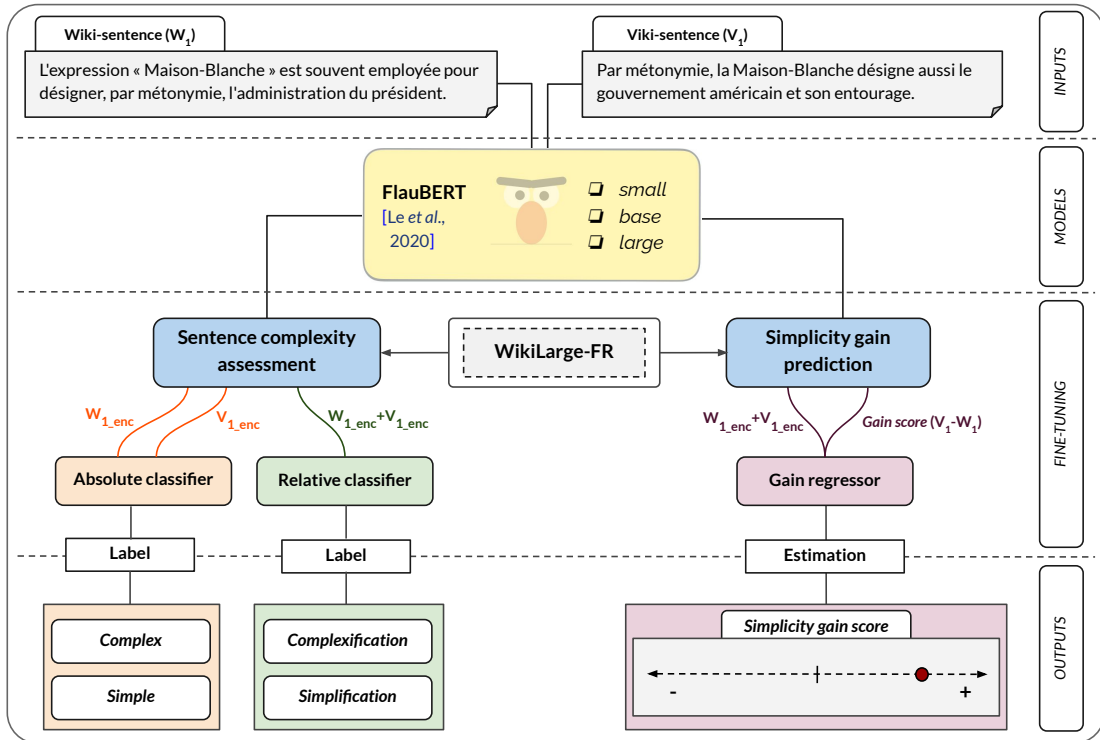 Wiki-sentence (W1)
Viki-sentence (V1)
L'expression « Maison-Blanche » est souvent employée pour
désigner, par métonymie, l'administration du président.
Par métonymie, la Maison-Blanche désigne aussi le
gouvernement américain et son entourage.
INPUTS
FlauBERT
[Le et al.,
2020]
❑ small
❑ base
❑ large
MODELS
Sentence complexity
assessment
WikiLarge-FR
Simplicity gain
prediction
W1_enc
V1_enc
W1_enc+V1_enc
W1_enc+V1_enc
Gain score (V1-W1)
Absolute classifier
Relative classifier
Gain regressor
FINE-TUNING
Label
Label
Estimation
Complex
Simple
Complexification
Simplification
Simplicity gain score
-
+
OUTPUTS